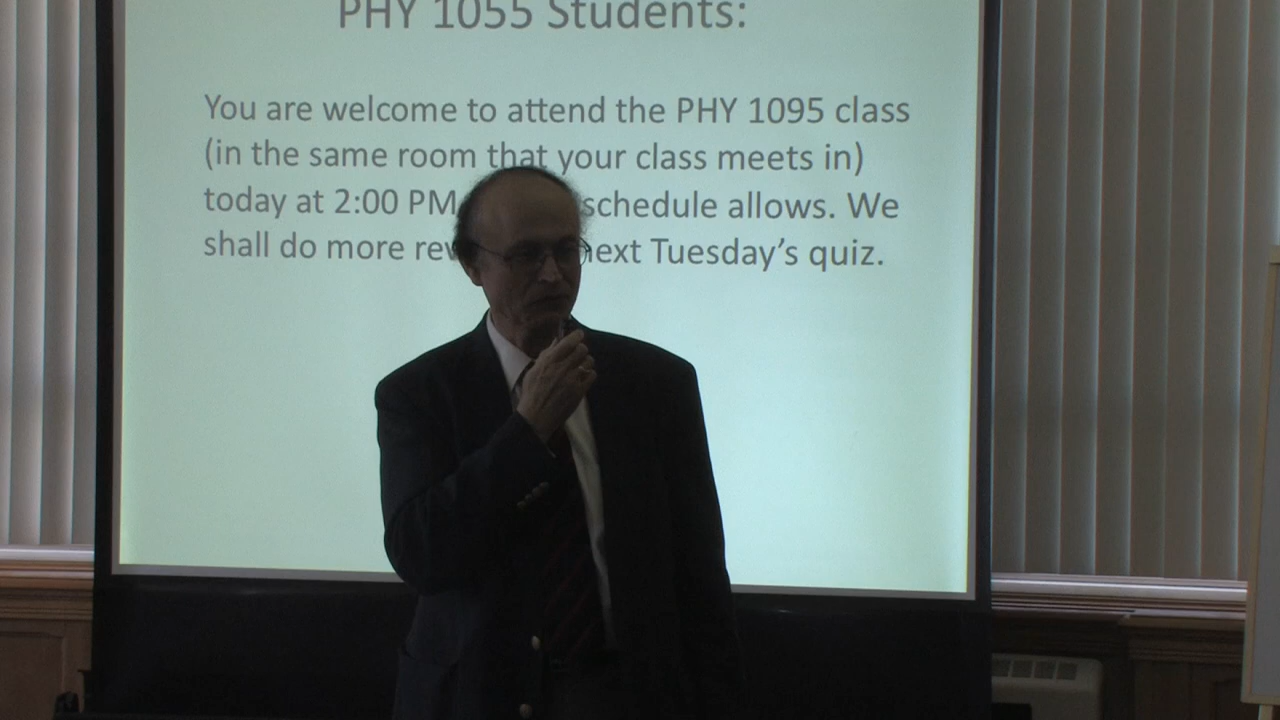 PHY 1055 Students:
You are welcome to attend the PHY 1095 class
(in the same room that your class meets in)
today at 2:00 PM schedule allows. We
shall do more next Tuesday's quiz.